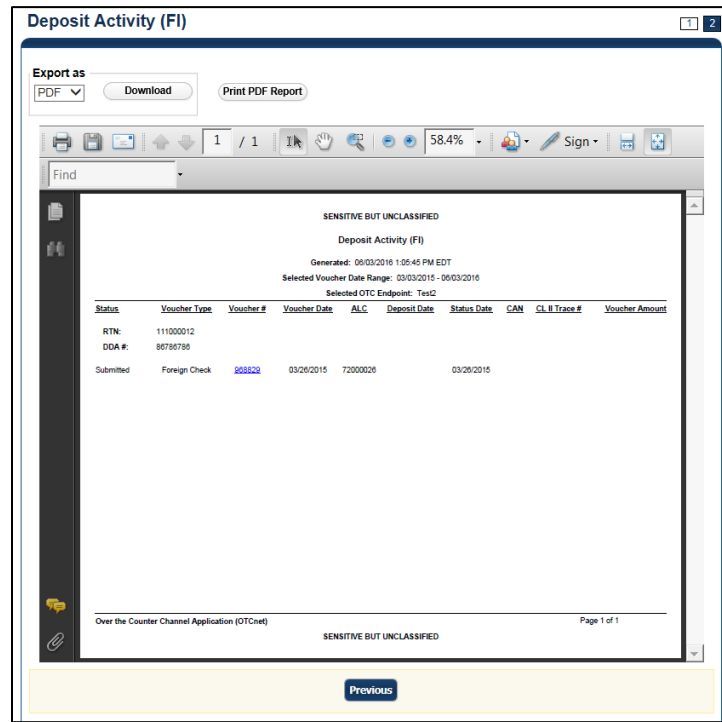 Deposit Activity (FI)
1 2
Export as
PDF Download Print PDF Report
1 / 1 58.4% Sign
Find
SENSITIVE BUT UNCLASSIFIED
Deposit Activity (FI)
Generated: 06/03/2016 1:05:45 PM EDT
Selected Voucher Date Range: 03/03/2015 - 06/03/2016
Selected OTC Endpoint: Test2
Status Voucher Type Voucher # Voucher Date ALC Deposit Date Status Date CAN CL II Trace # Voucher Amount
RTN: 111000012
DDA #: 86786786
Submitted Foreign Check 968829 03/26/2015 72000026 03/26/2015
Over the Counter Channel Application (OTCnet) Page 1 of 1
SENSITIVE BUT UNCLASSIFIED
Previous